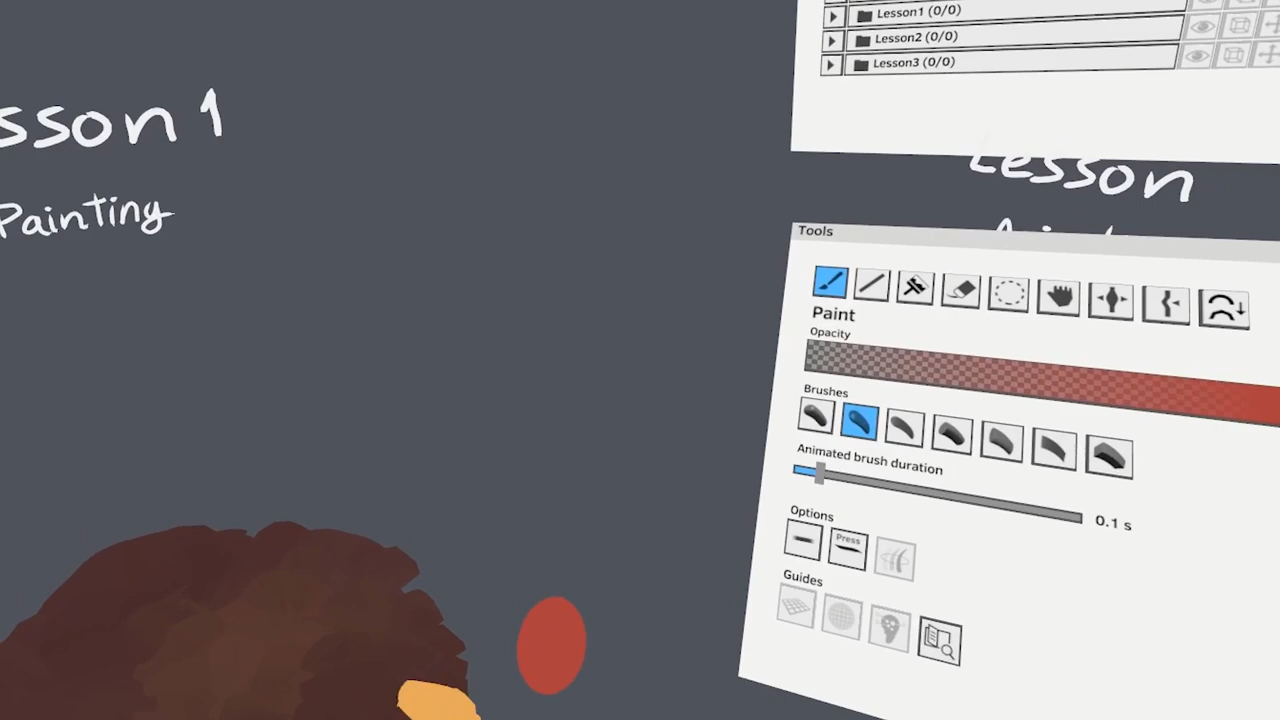 Lesson1 (0/0)
Lesson2 (0/0)
Lesson3 (0/0)
sson 1
Painting
Lesson
Tools
Paint
Opacity
Brushes
Animated brush duration
0.1 s
Options
Press
Guides